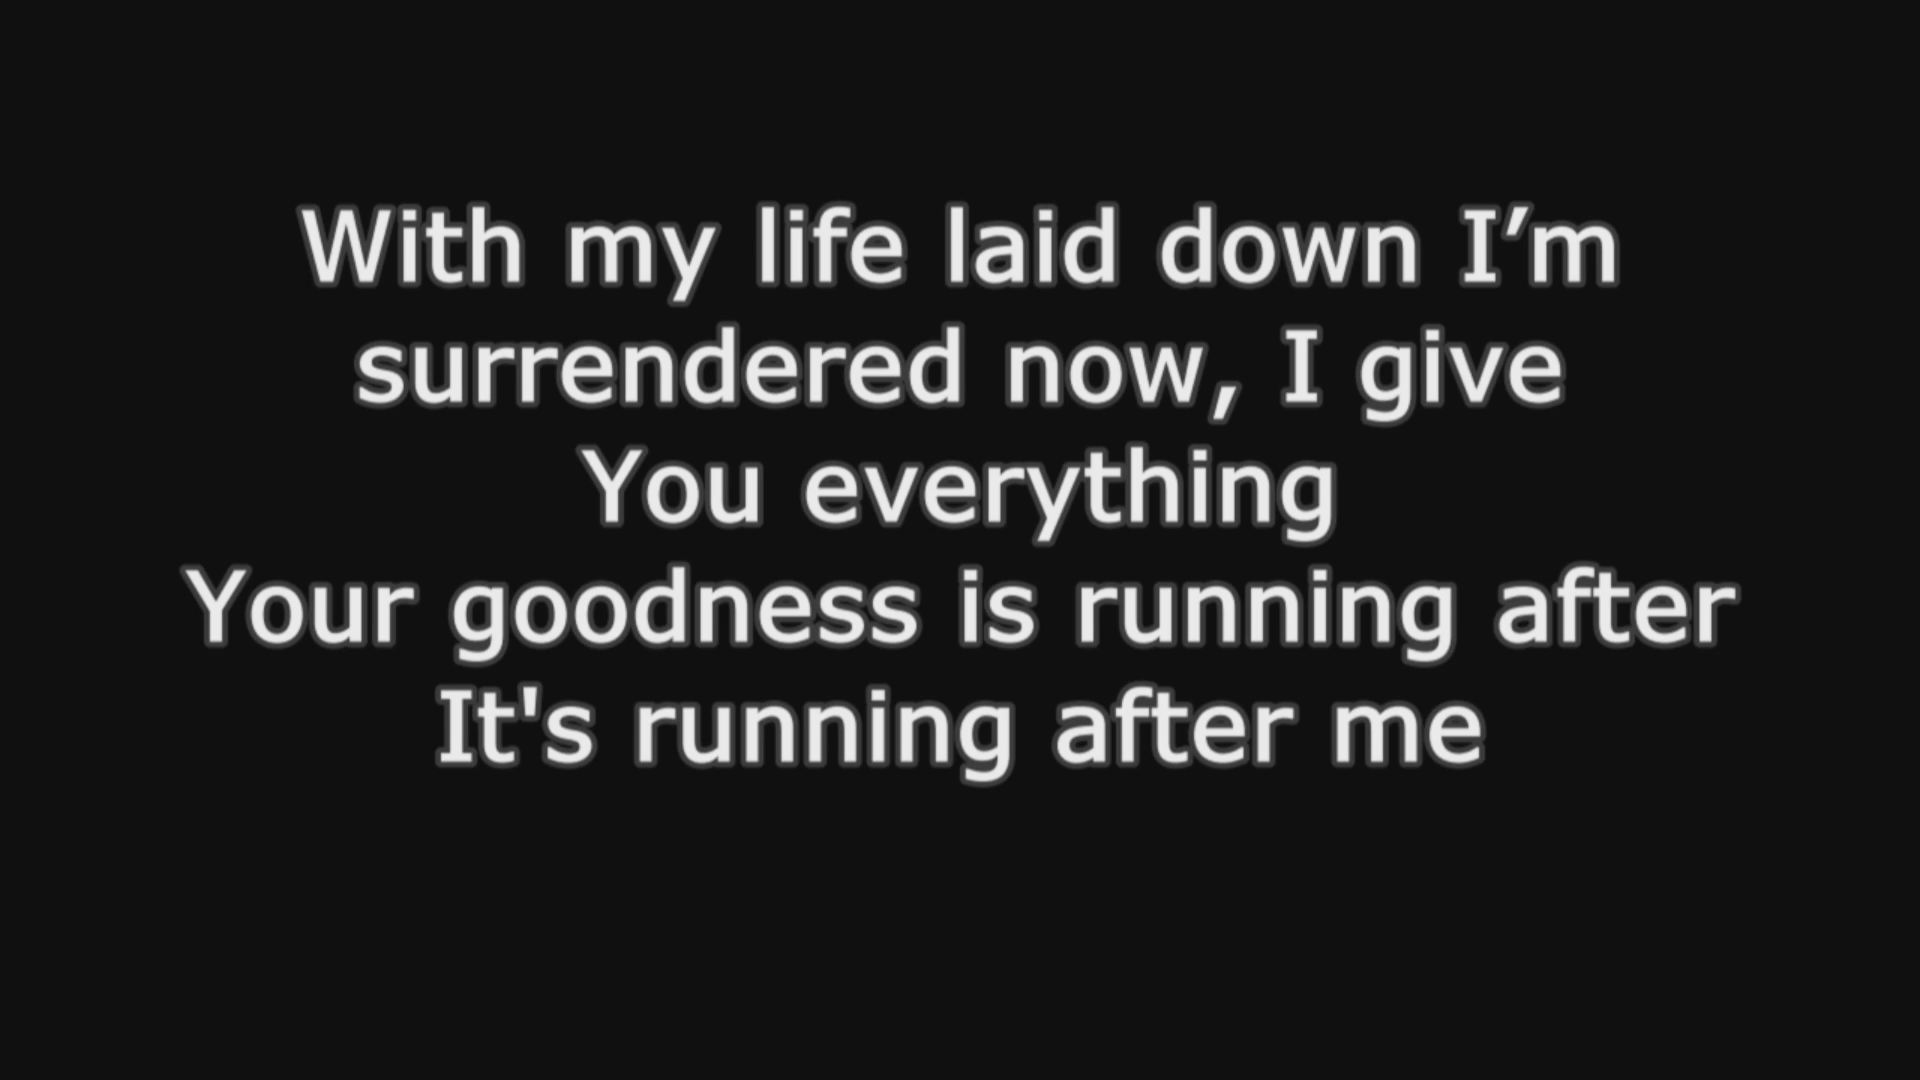 With my life laid down I’m
surrendered now, I give
You everything
Your goodness is running after
It's running after me